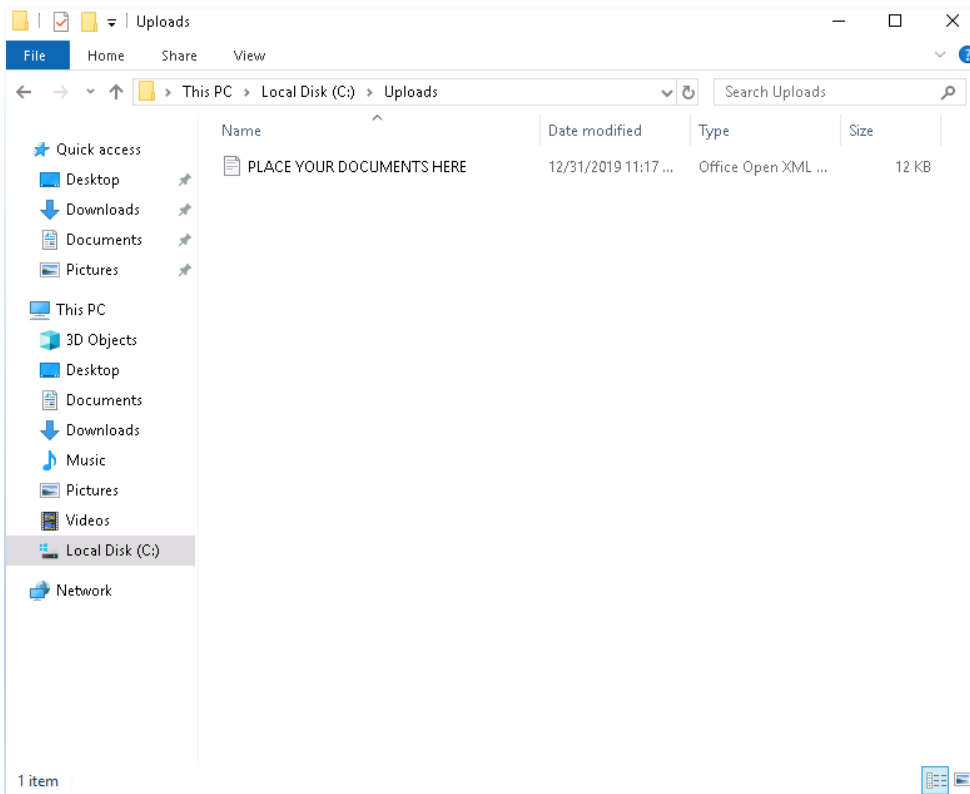 Uploads
File Home Share View
This PC > Local Disk (C:) > Uploads
Search Uploads
Name Date modified Type Size
PLACE YOUR DOCUMENTS HERE 12/31/2019 11:17 ... Office Open XML ... 12 KB
Quick access
Desktop
Downloads
Documents
Pictures
This PC
3D Objects
Desktop
Documents
Downloads
Music
Pictures
Videos
Local Disk (C:)
Network
1 item